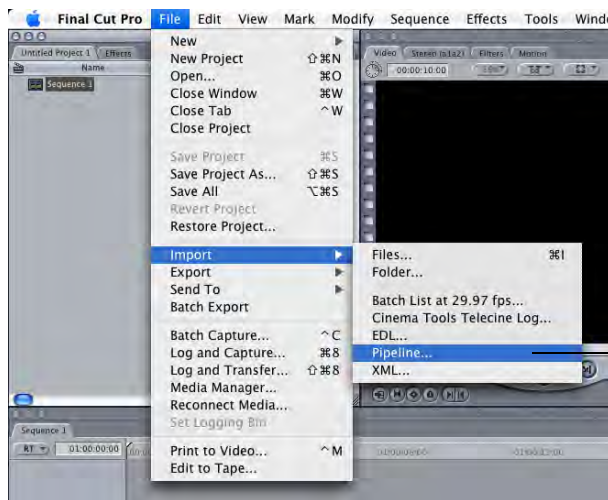 Final Cut Pro File Edit View Mark Modify Sequence Effects Tools Windo
Untitled Project 1 Effects
Name
Sequence 1
New
New Project ⇧⌘N
Open... ⌘O
Close Window ⌘W
Close Tab ^W
Close Project
Save Project ⌘S
Save Project As... ⇧⌘S
Save All ⌥⌘S
Revert Project
Restore Project...
Import
Export
Send To
Batch Export
Batch Capture... ^C
Log and Capture... ⌘8
Log and Transfer... ⇧⌘8
Media Manager...
Reconnect Media...
Set Logging Bin
Print to Video... ^M
Edit to Tape...
Files... ⌘I
Folder...
Batch List at 29.97 fps...
Cinema Tools Telecine Log...
EDL...
Pipeline...
XML...
Video Stereo (a1a2) Filters Motion
00:00:10:00
Sequence 1
RT 01:00:00:00